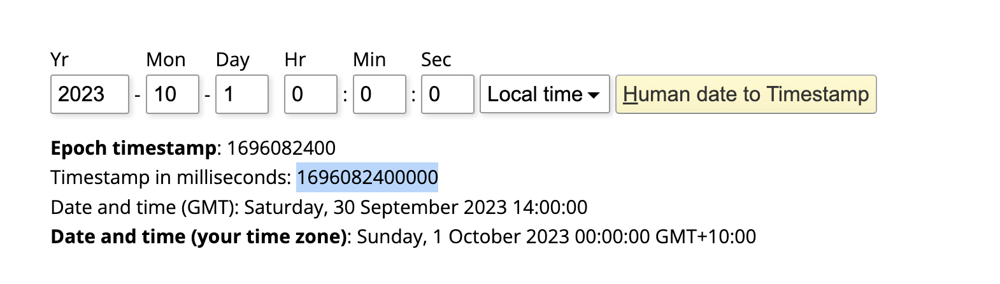 Yr Mon Day Hr Min Sec
2023 - 10 - 1 0 : 0 : 0 Local time Human date to Timestamp
Epoch timestamp: 1696082400
Timestamp in milliseconds: 1696082400000
Date and time (GMT): Saturday, 30 September 2023 14:00:00
Date and time (your time zone): Sunday, 1 October 2023 00:00:00 GMT+10:00